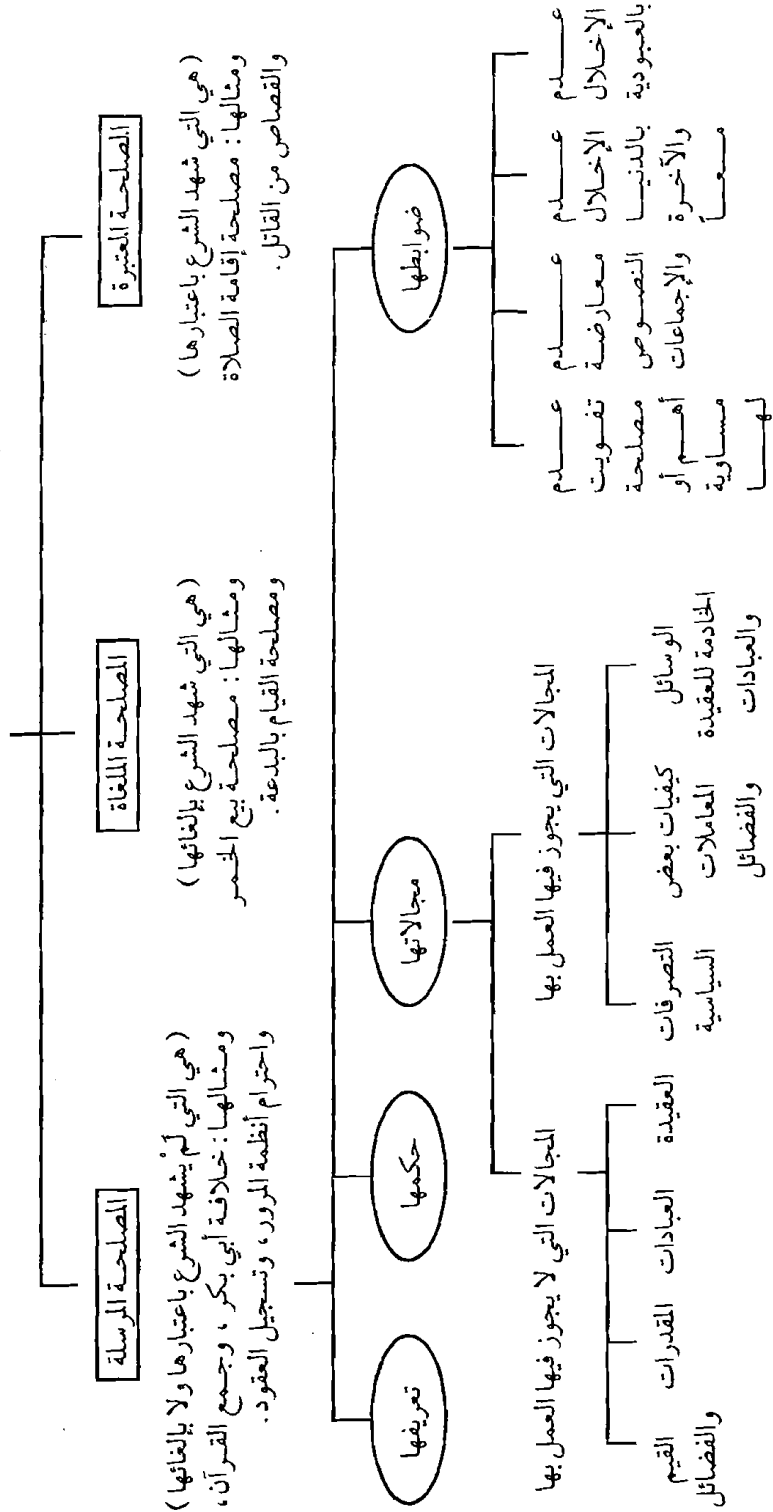 المصلحة المعتبرة
(هي التي شهد الشرع باعتبارها)
ومثالها: مصلحة إقامة الصلاة
والقصاص من القاتل.
المصلحة الملغاة
(هي التي شهد الشرع بإلغائها)
ومثالها: مصلحة بيع الخمر
ومصلحة القيام بالبدعة.
المصلحة المرسلة
(هي التي لَمْ يشهد الشرع باعتبارها ولا بإلغائها)
ومثالها: خلافة أبي بكر، وجمع القرآن،
واحترام أنظمة المرور، وتسجيل العقود.
ضوابطها
مجالاتها
حكمها
تعريفها
عدم
الإخلال
بالعبودية
عدم
الإخلال
بالدنيا
والآخرة
معاً
عدم
معارضة
النصوص
والإجماعات
عدم
تفويت
مصلحة
أهم أو
مساوية
لها
المجالات التي يجوز فيها العمل بها
المجالات التي لا يجوز فيها العمل بها
الوسائل
الخادمة للعقيدة
والعبادات
كيفيات بعض
المعاملات
والفضائل
التصرفات
السياسية
العقيدة
العبادات
المقدرات
القيم
والفضائل